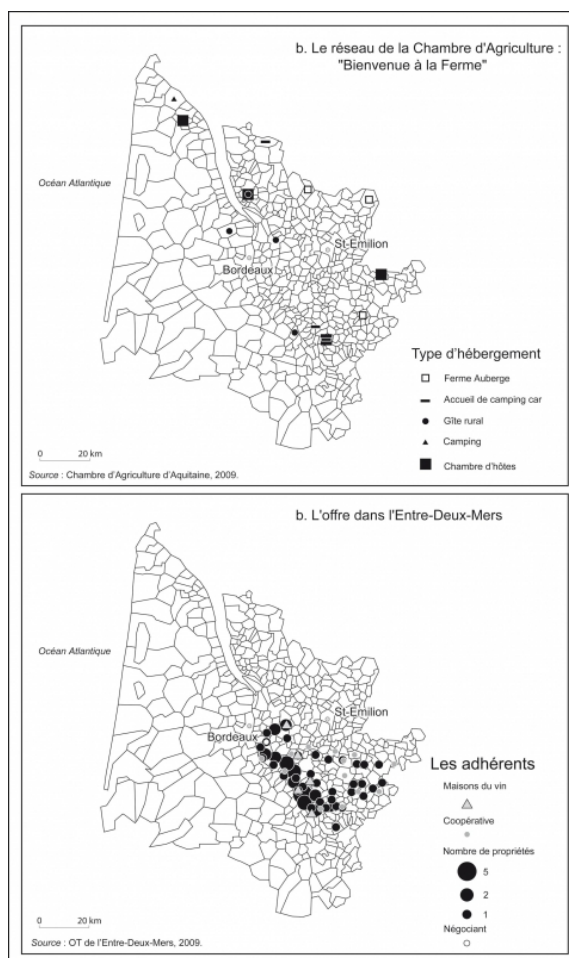 b. Le réseau de la Chambre d'Agriculture :
"Bienvenue à la Ferme"
Océan Atlantique
St-Emilion
Bordeaux
Type d'hébergement
Ferme Auberge
Accueil de camping car
Gîte rural
Camping
Chambre d'hôtes
0 20 km
Source : Chambre d'Agriculture d'Aquitaine, 2009.
b. L'offre dans l'Entre-Deux-Mers
Océan Atlantique
St-Emilion
Bordeaux
Les adhérents
Maisons du vin
Coopérative
Nombre de propriétés
5
2
1
Négociant
0 20 km
Source : OT de l'Entre-Deux-Mers, 2009.